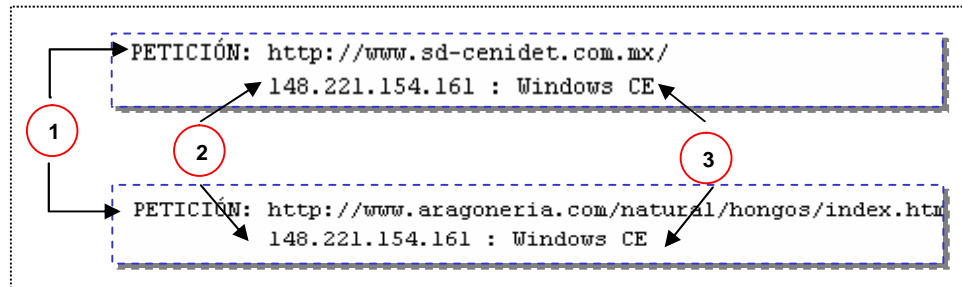 PETICIÓN: http://www.sd-cenidet.com.mx/
148.221.154.161 : Windows CE
1
2
3
PETICIÓN: http://www.aragoneria.com/natural/hongos/index.htm
148.221.154.161 : Windows CE